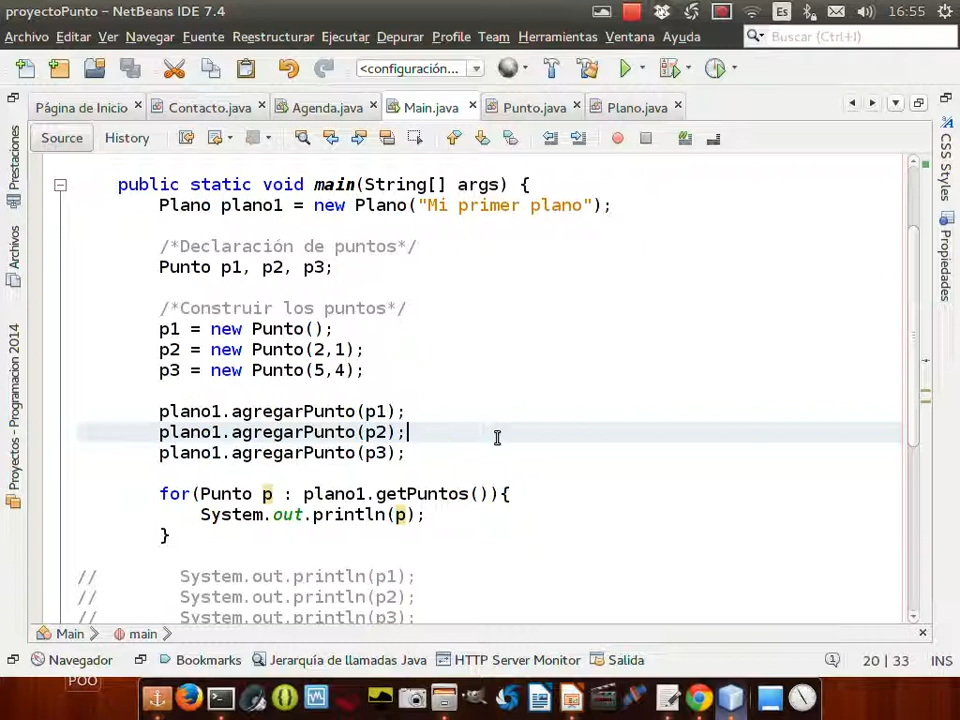 proyectoPunto – NetBeans IDE 7.4
Es
16:55
Archivo Editar Ver Navegar Fuente Reestructurar Ejecutar Depurar Profile Team Herramientas Ventana Ayuda
Buscar (Ctrl+I)
<configuración...
Página de Inicio Contacto.java Agenda.java Main.java Punto.java Plano.java
Source History
Prestaciones
Archivos
Proyectos - Programacion 2014
CSS Styles
Propiedades
public static void main(String[] args) {
Plano plano1 = new Plano("Mi primer plano");
/*Declaración de puntos*/
Punto p1, p2, p3;
/*Construir los puntos*/
p1 = new Punto();
p2 = new Punto(2,1);
p3 = new Punto(5,4);
plano1.agregarPunto(p1);
plano1.agregarPunto(p2);
plano1.agregarPunto(p3);
for(Punto p : plano1.getPuntos()){
System.out.println(p);
}
// System.out.println(p1);
// System.out.println(p2);
// System.out.println(p3);
Main main
Navegador Bookmarks Jerarquía de llamadas Java HTTP Server Monitor Salida 20 | 33 INS
POO